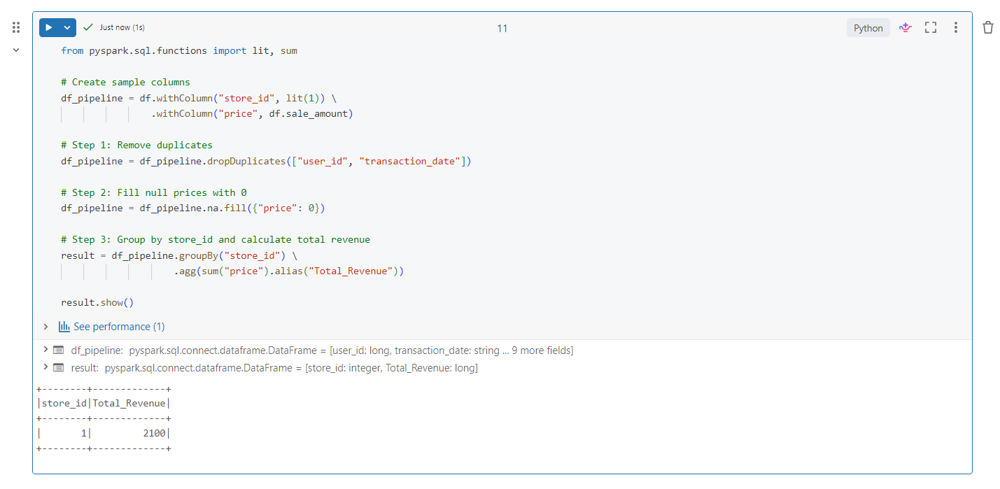 Just now (1s)
11
Python
from pyspark.sql.functions import lit, sum
# Create sample columns
df_pipeline = df.withColumn("store_id", lit(1)) \
.withColumn("price", df.sale_amount)
# Step 1: Remove duplicates
df_pipeline = df_pipeline.dropDuplicates(["user_id", "transaction_date"])
# Step 2: Fill null prices with 0
df_pipeline = df_pipeline.na.fill({"price": 0})
# Step 3: Group by store_id and calculate total revenue
result = df_pipeline.groupBy("store_id") \
.agg(sum("price").alias("Total_Revenue"))
result.show()
See performance (1)
df_pipeline: pyspark.sql.connect.dataframe.DataFrame = [user_id: long, transaction_date: string ... 9 more fields]
result: pyspark.sql.connect.dataframe.DataFrame = [store_id: integer, Total_Revenue: long]
+--------+-------------+
|store_id|Total_Revenue|
+--------+-------------+
|       1|         2100|
+--------+-------------+